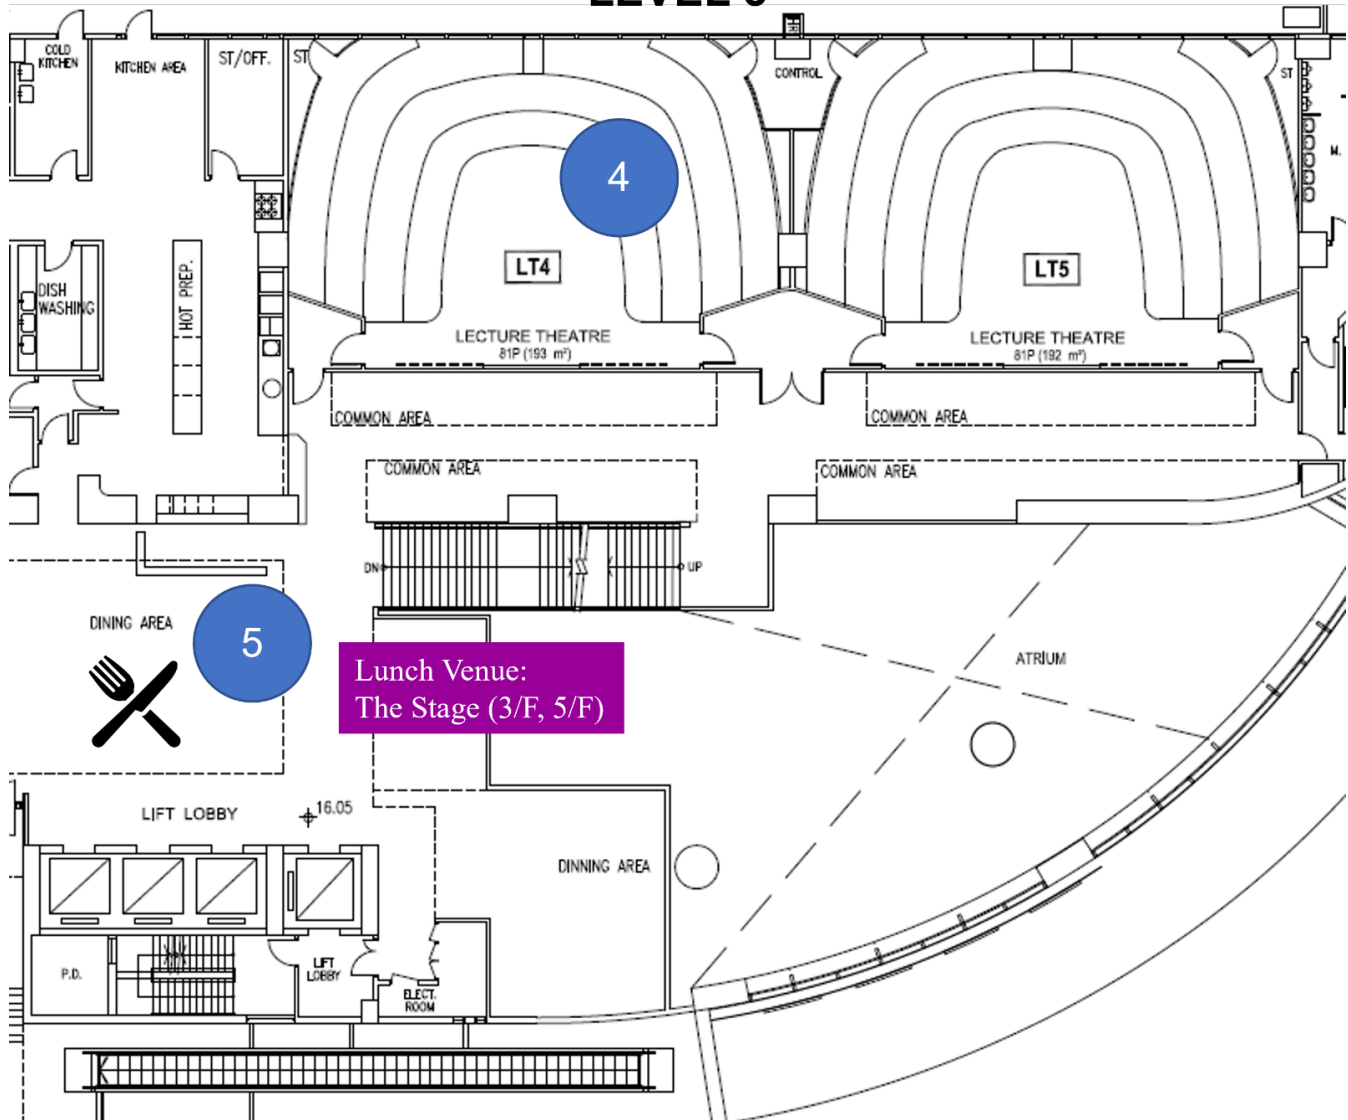 COLD
KITCHEN
KITCHEN AREA
ST/OFF.
ST
CONTROL
ST
M.
4
LT4
LT5
DISH
WASHING
HOT PREP.
LECTURE THEATRE
81P (193 m²)
LECTURE THEATRE
81P (192 m²)
COMMON AREA
COMMON AREA
COMMON AREA
COMMON AREA
DN
UP
DINING AREA
5
Lunch Venue:
The Stage (3/F, 5/F)
ATRIUM
LIFT LOBBY
16.05
DINNING AREA
P.D.
LIFT
LOBBY
ELECT.
ROOM